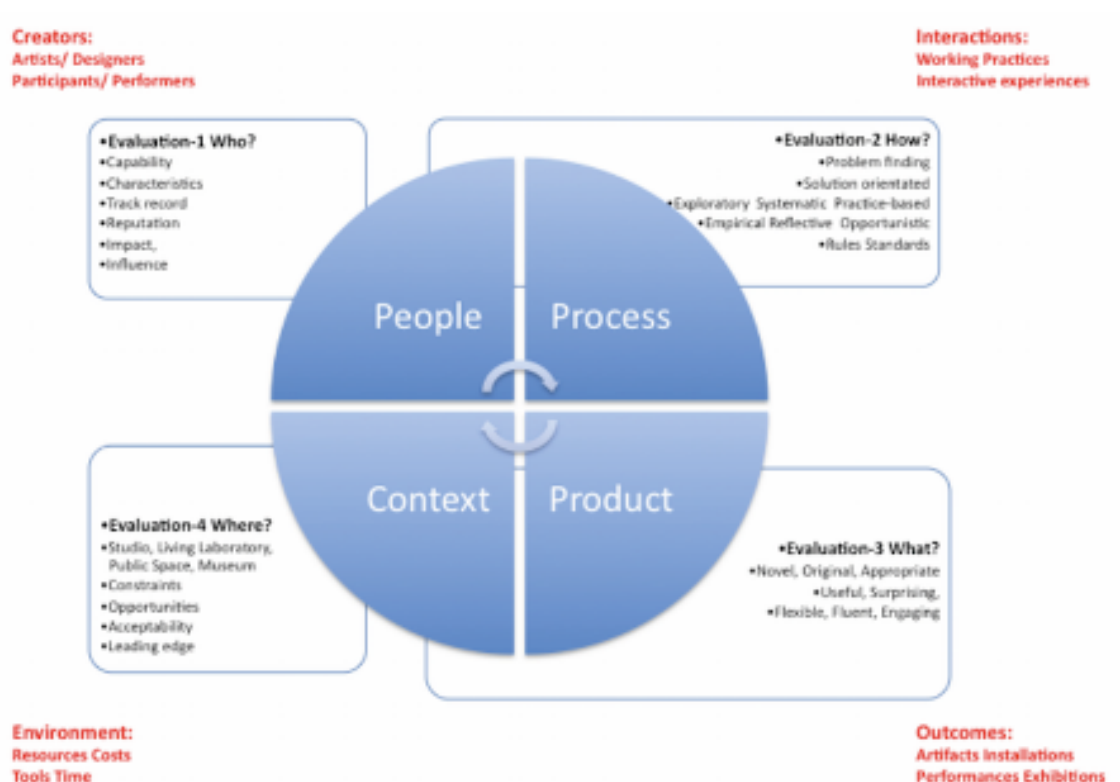 Creators:
Artists/ Designers
Participants/ Performers
Interactions:
Working Practices
Interactive experiences
•Evaluation-1 Who?
•Capability
•Characteristics
•Track record
•Reputation
•Impact,
•Influence
•Evaluation-2 How?
•Problem finding
•Solution orientated
•Exploratory Systematic Practice-based
•Empirical Reflective Opportunistic
•Rules Standards
People
Process
Context
Product
•Evaluation-4 Where?
•Studio, Living Laboratory,
Public Space, Museum
•Constraints
•Opportunities
•Acceptability
•Leading edge
•Evaluation-3 What?
•Novel, Original, Appropriate
•Useful, Surprising,
•Flexible, Fluent, Engaging
Environment:
Resources Costs
Tools Time
Outcomes:
Artifacts Installations
Performances Exhibitions